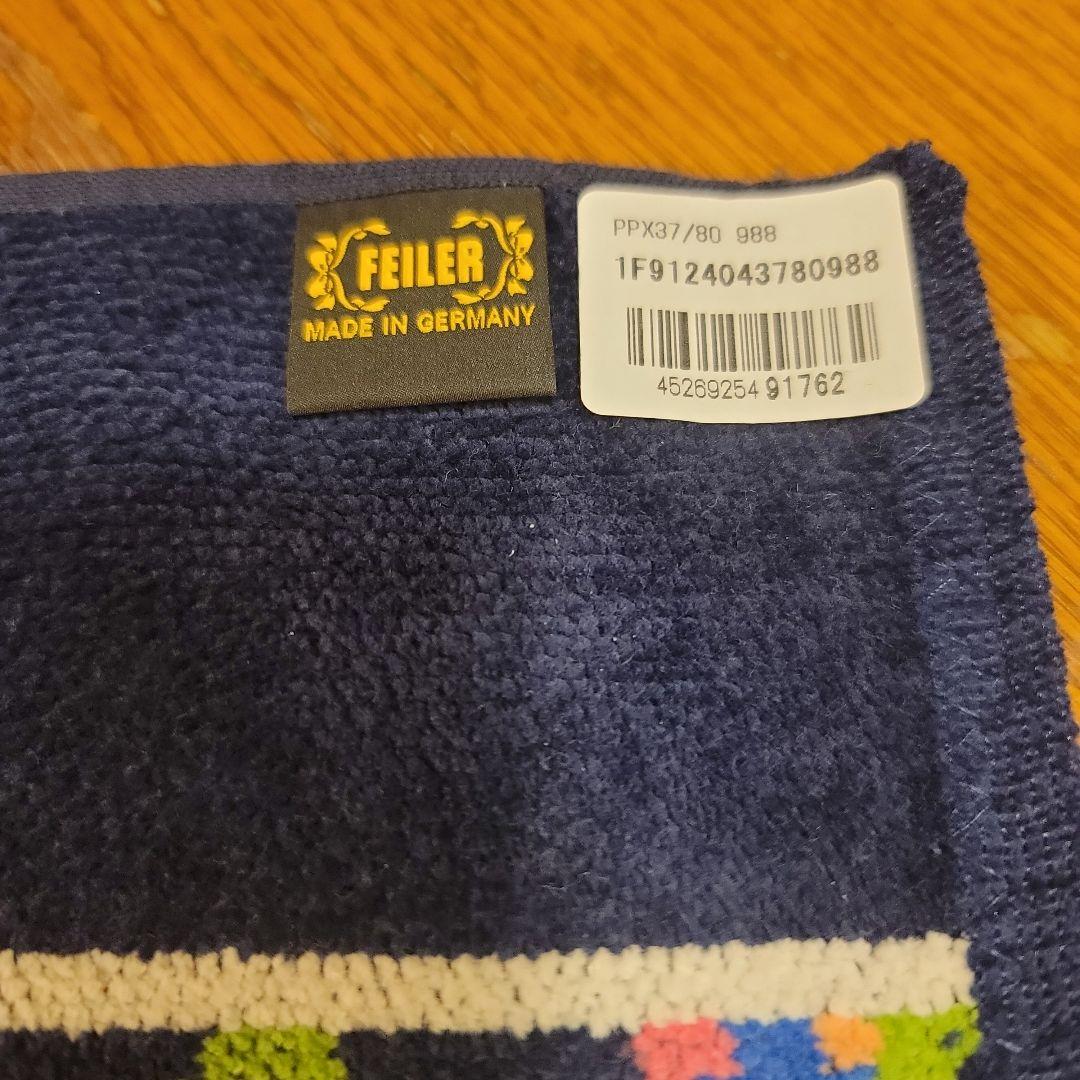 FEILER
MADE IN GERMANY
PPX37/80 988
1F9124043780988
4526925491762